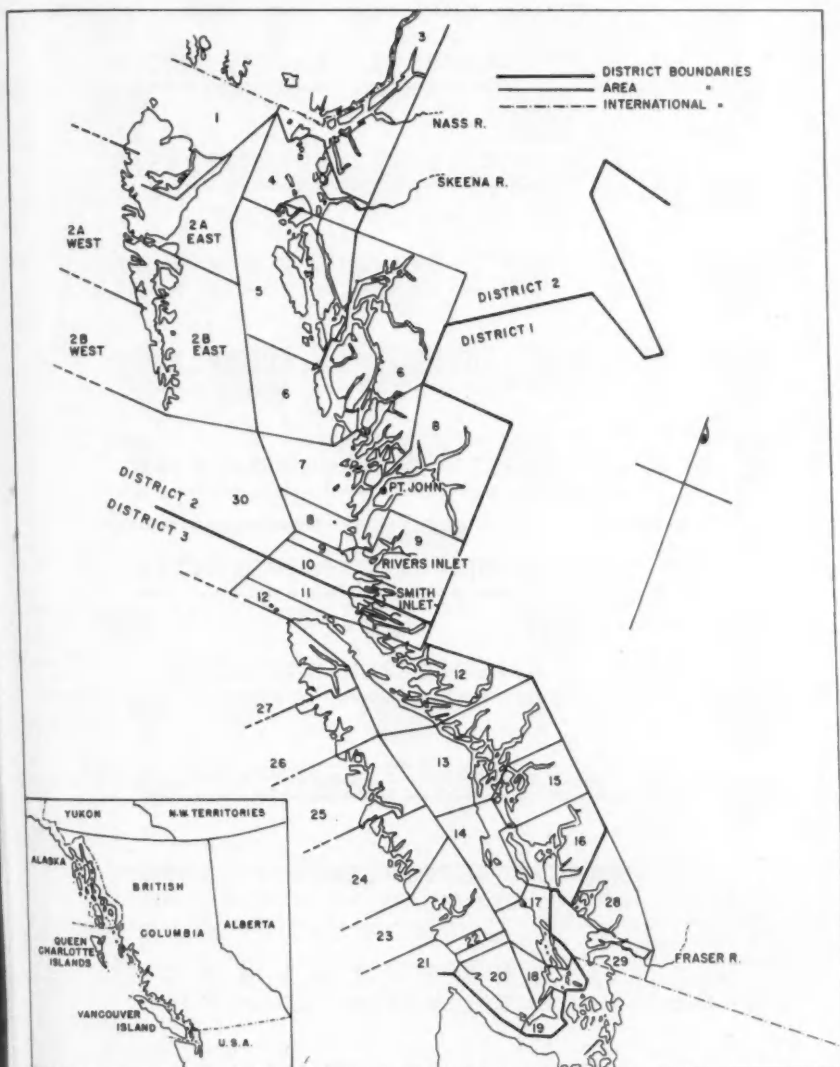 3
DISTRICT BOUNDARIES
AREA "
INTERNATIONAL "
1
NASS R.
4
SKEENA R.
2A
WEST
2A
EAST
5
DISTRICT 2
DISTRICT 1
2B
WEST
2B
EAST
6
6
8
7
PT. JOHN
30
DISTRICT 2
DISTRICT 3
8
9
9
RIVERS INLET
10
11
SMITH
INLET
12
12
27
13
26
15
25
14
16
24
17
28
23
22
21
20
18
29
FRASER R.
19
YUKON
N.W. TERRITORIES
ALASKA
BRITISH
COLUMBIA
ALBERTA
QUEEN
CHARLOTTE
ISLANDS
VANCOUVER
ISLAND
U.S.A.